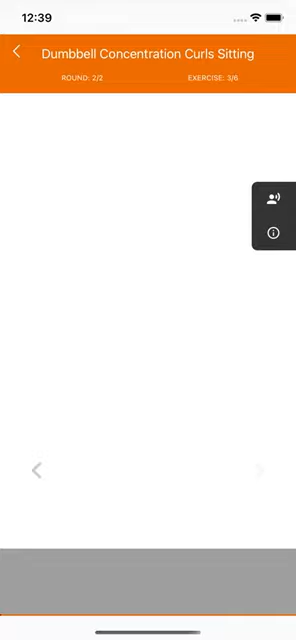 12:39
Dumbbell Concentration Curls Sitting
ROUND: 2/2
EXERCISE: 3/6